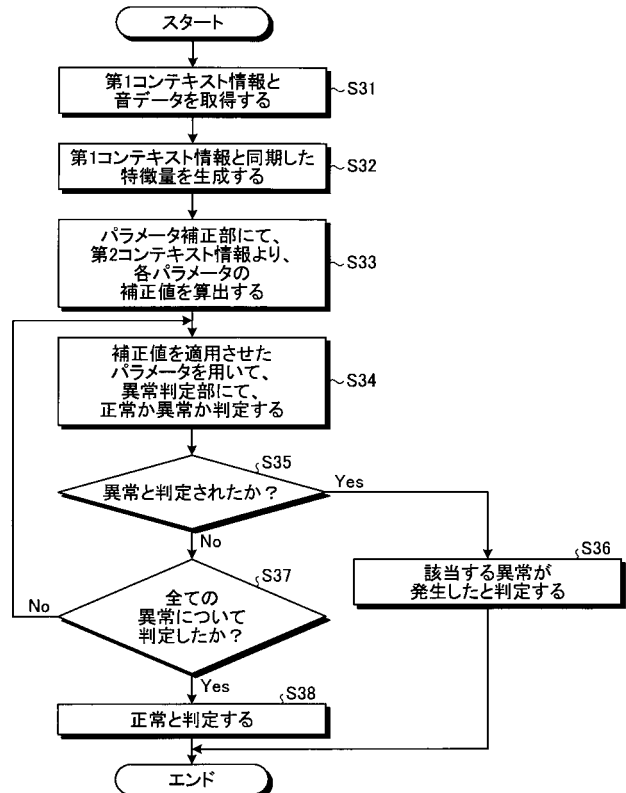 スタート
第1コンテキスト情報と
音データを取得する
S31
第1コンテキスト情報と同期した
特徴量を生成する
S32
パラメータ補正部にて、
第2コンテキスト情報より、
各パラメータの
補正値を算出する
S33
補正値を適用させた
パラメータを用いて、
異常判定部にて、
正常か異常か判定する
S34
S35
異常と判定されたか？
Yes
No
S36
該当する異常が
発生したと判定する
S37
全ての
異常について
判定したか？
No
Yes
S38
正常と判定する
エンド